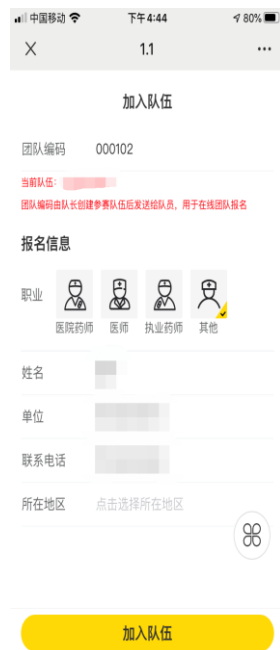 中国移动 下午4:44 80%
1.1
加入队伍
团队编码 000102
当前队伍:
团队编码由队长创建参赛队伍后发送给队员，用于在线团队报名
报名信息
职业
医院药师 医师 执业药师 其他
姓名
单位
联系电话
所在地区 点击选择所在地区
加入队伍